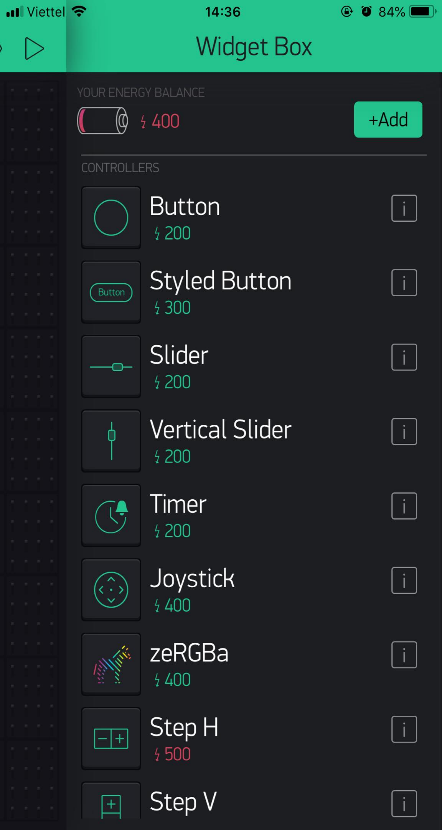 Viettel 14:36 84%
Widget Box
YOUR ENERGY BALANCE
400 +Add
CONTROLLERS
Button i
200
Button
Styled Button i
300
Slider i
200
Vertical Slider i
200
Timer i
200
Joystick i
400
zeRGBa i
400
Step H i
500
Step V i